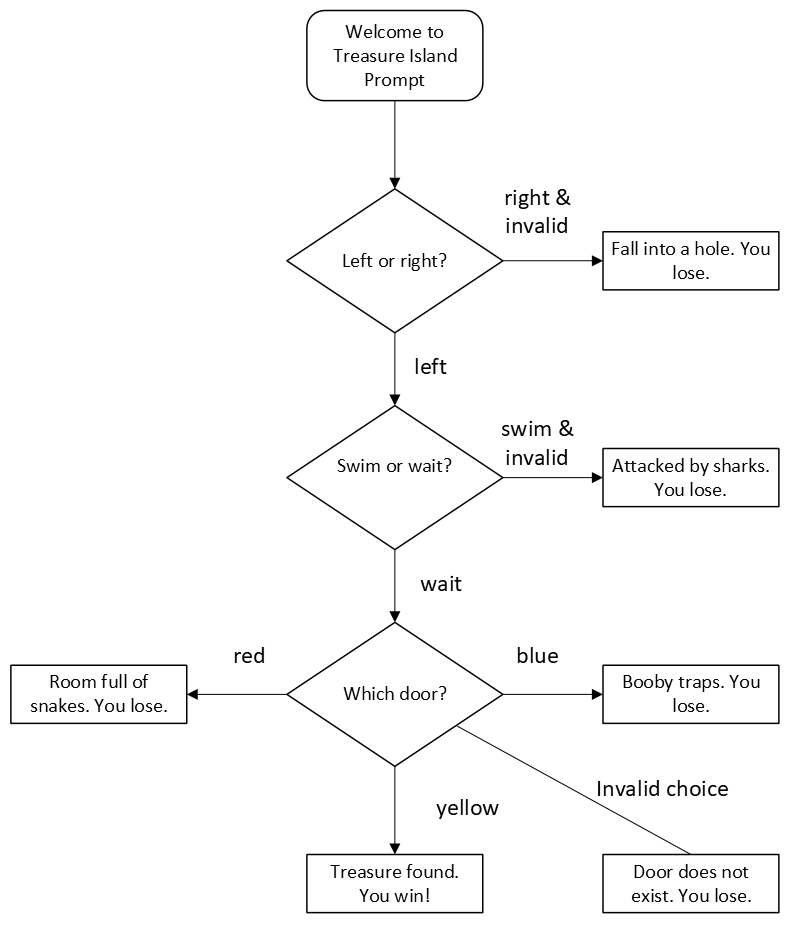 Welcome to
Treasure Island
Prompt
right &
invalid
Left or right?
Fall into a hole. You
lose.
left
swim &
invalid
Swim or wait?
Attacked by sharks.
You lose.
wait
red
blue
Room full of
snakes. You lose.
Which door?
Booby traps. You
lose.
Invalid choice
yellow
Treasure found.
You win!
Door does not
exist. You lose.